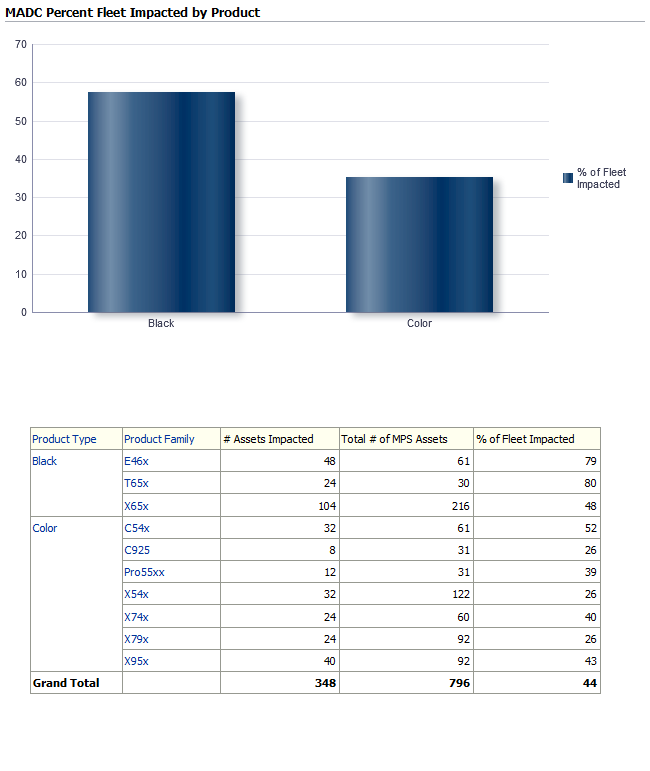 MADC Percent Fleet Impacted by Product
70
60
50
40
30
20
10
0
Black
Color
% of Fleet
Impacted
Product Type Product Family # Assets Impacted Total # of MPS Assets % of Fleet Impacted
Black E46x 48 61 79
T65x 24 30 80
X65x 104 216 48
Color C54x 32 61 52
C925 8 31 26
Pro55xx 12 31 39
X54x 32 122 26
X74x 24 60 40
X79x 24 92 26
X95x 40 92 43
Grand Total 348 796 44